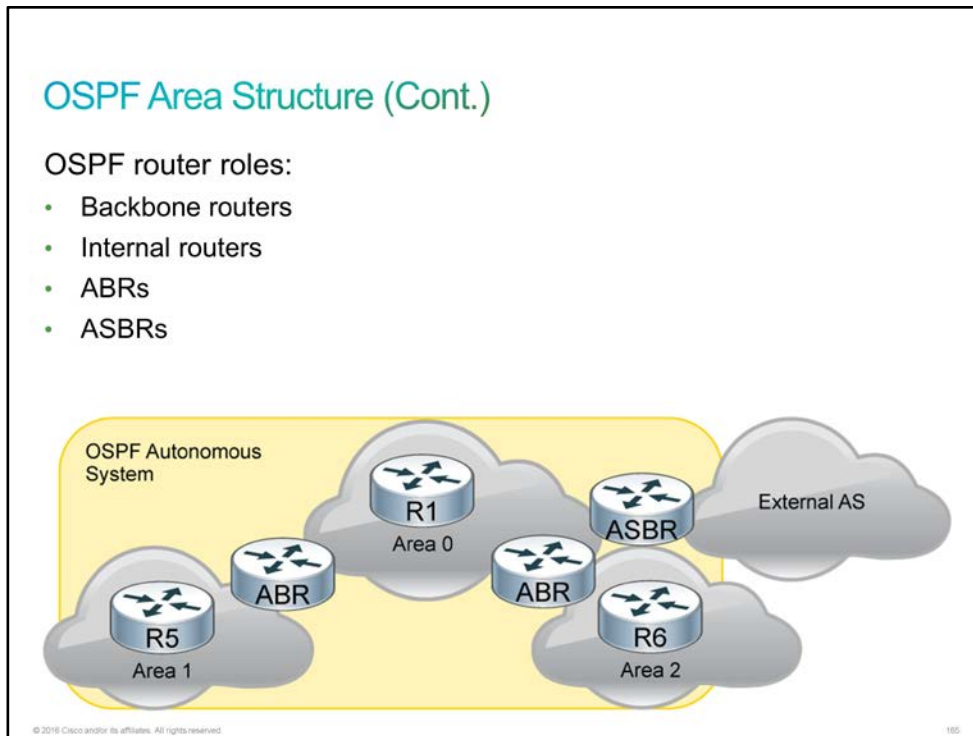 OSPF Area Structure (Cont.)
OSPF router roles:
• Backbone routers
• Internal routers
• ABRs
• ASBRs
OSPF Autonomous
System
R1
Area 0
ASBR
External AS
ABR
ABR
R5
Area 1
R6
Area 2
© 2016 Cisco and/or its affiliates. All rights reserved.
165